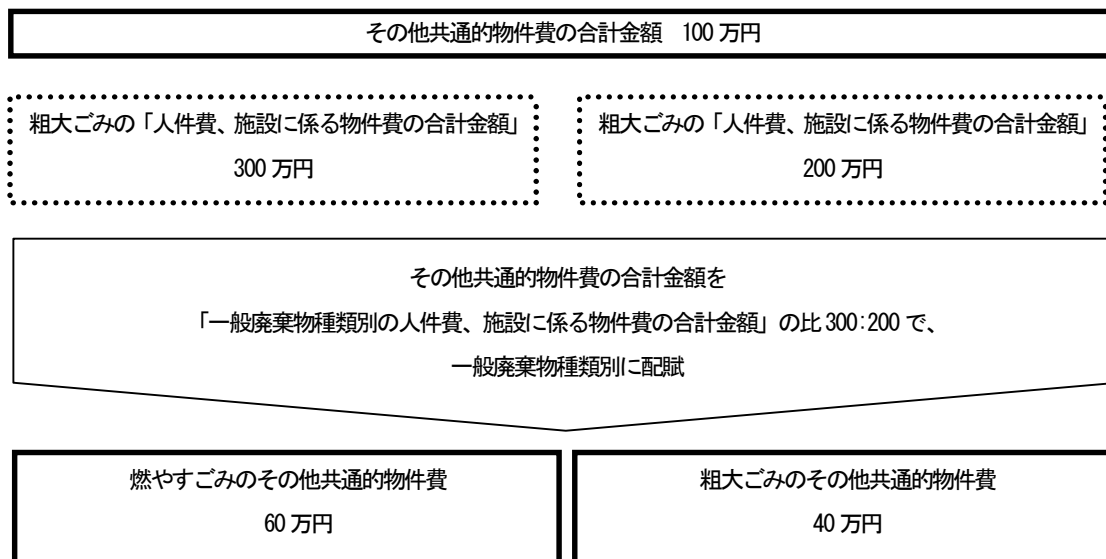 その他共通的物件費の合計金額　100 万円
粗大ごみの「人件費、施設に係る物件費の合計金額」
300 万円
粗大ごみの「人件費、施設に係る物件費の合計金額」
200 万円
その他共通的物件費の合計金額を
「一般廃棄物種類別の人件費、施設に係る物件費の合計金額」の比 300:200 で、
一般廃棄物種類別に配賦
燃やすごみのその他共通的物件費
60 万円
粗大ごみのその他共通的物件費
40 万円